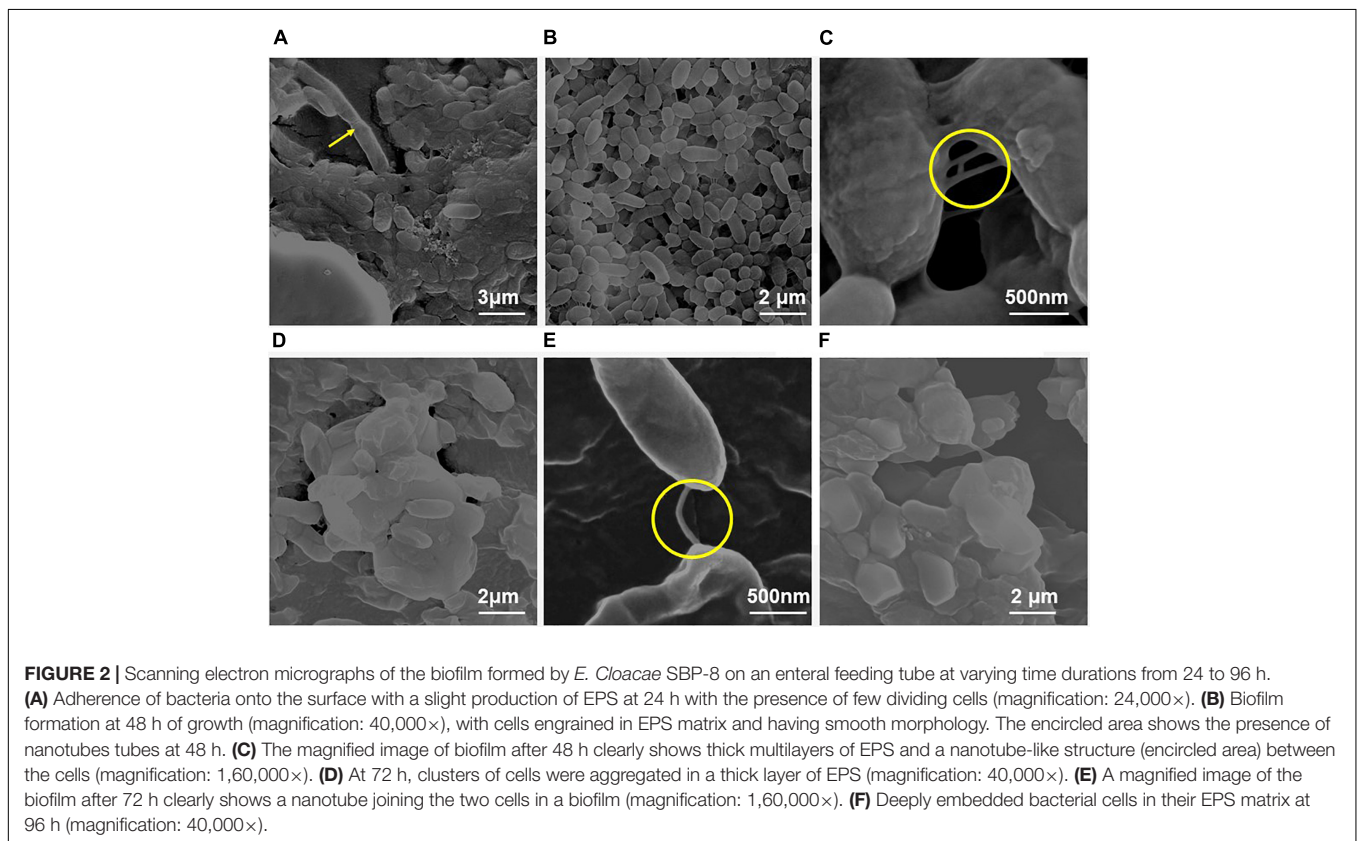 A B C
3μm 2 μm 500nm
D E F
2μm 500nm 2 μm
FIGURE 2 | Scanning electron micrographs of the biofilm formed by E. Cloacae SBP-8 on an enteral feeding tube at varying time durations from 24 to 96 h.
(A) Adherence of bacteria onto the surface with a slight production of EPS at 24 h with the presence of few dividing cells (magnification: 24,000×). (B) Biofilm
formation at 48 h of growth (magnification: 40,000×), with cells engrained in EPS matrix and having smooth morphology. The encircled area shows the presence of
nanotubes tubes at 48 h. (C) The magnified image of biofilm after 48 h clearly shows thick multilayers of EPS and a nanotube-like structure (encircled area) between
the cells (magnification: 1,60,000×). (D) At 72 h, clusters of cells were aggregated in a thick layer of EPS (magnification: 40,000×). (E) A magnified image of the
biofilm after 72 h clearly shows a nanotube joining the two cells in a biofilm (magnification: 1,60,000×). (F) Deeply embedded bacterial cells in their EPS matrix at
96 h (magnification: 40,000×).